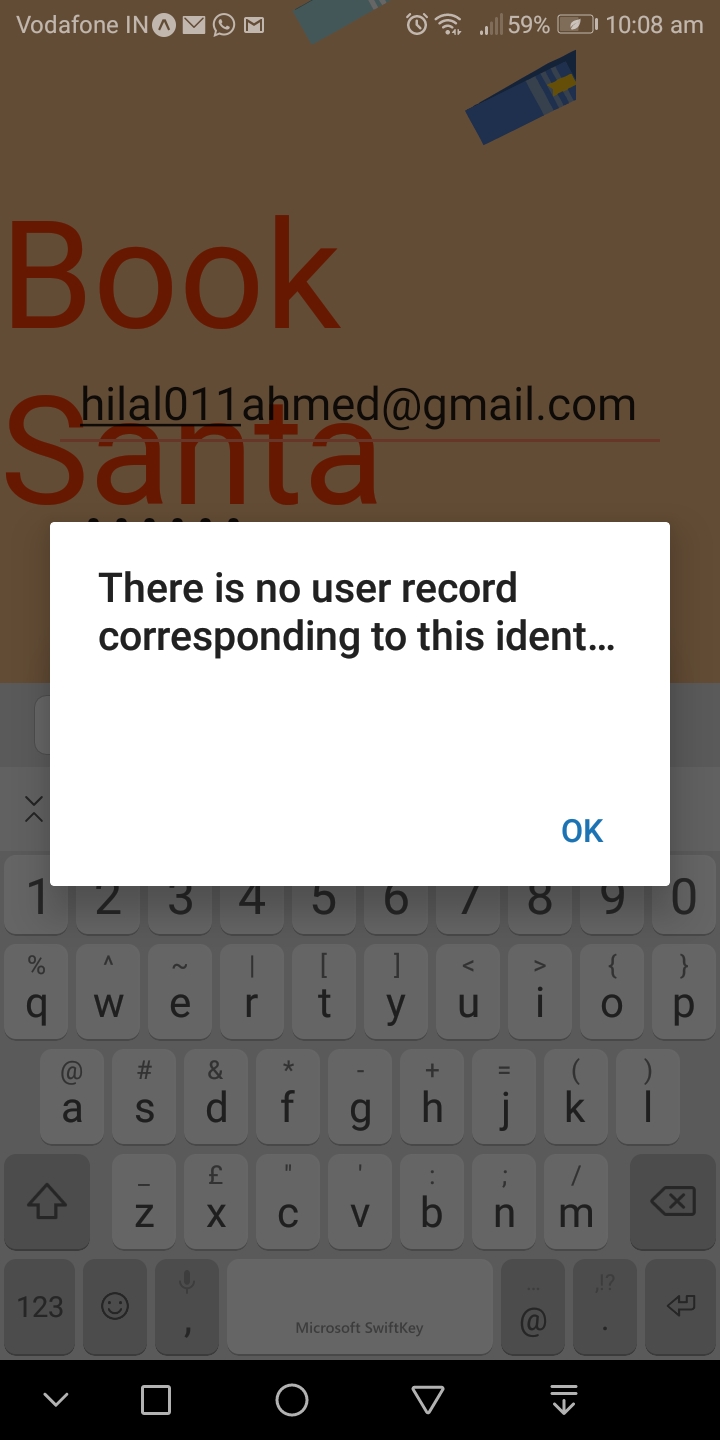 Vodafone IN 59% 10:08 am
Book
hilal011ahmed@gmail.com
Santa
There is no user record
corresponding to this ident...
OK
1 2 3 4 5 6 7 8 9 0
% ^ ~ | [ ] < > { }
q w e r t y u i o p
@ # & * - + = ( )
a s d f g h j k l
_ £ " ' : ; /
z x c v b n m
... ,!?
123 , Microsoft SwiftKey @ .